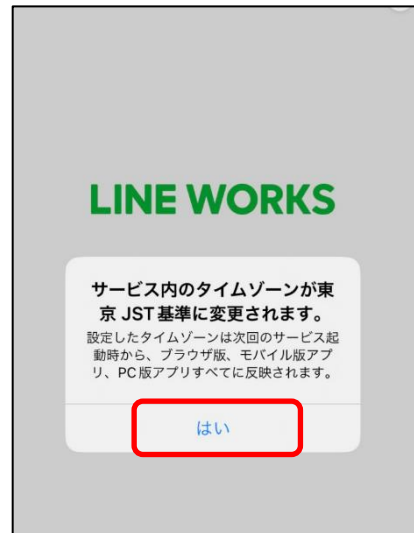 LINE WORKS
サービス内のタイムゾーンが東
京 JST 基準に変更されます。
設定したタイムゾーンは次回のサービス起
動時から、ブラウザ版、モバイル版アプ
リ、PC版アプリすべてに反映されます。
はい